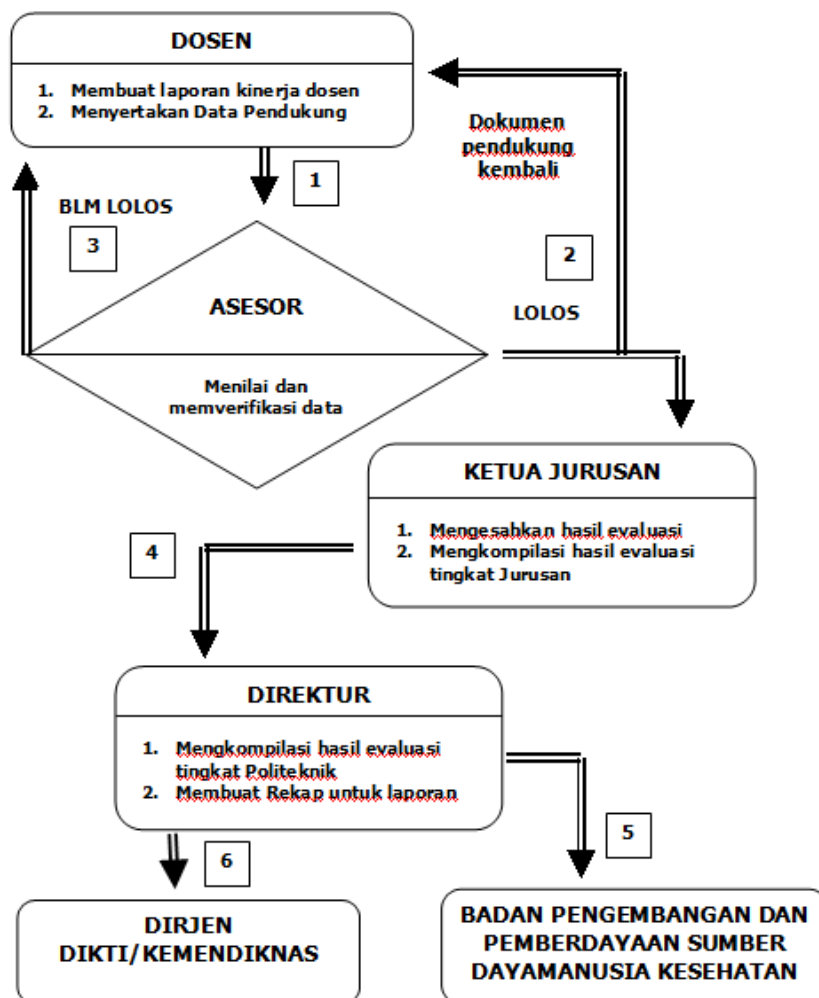 DOSEN
1. Membuat laporan kinerja dosen
2. Menyertakan Data Pendukung
Dokumen
pendukung
kembali
1
BLM LOLOS
3
2
ASESOR
LOLOS
Menilai dan
memverifikasi data
KETUA JURUSAN
1. Mengesahkan hasil evaluasi
2. Mengkompilasi hasil evaluasi
tingkat Jurusan
4
DIREKTUR
1. Mengkompilasi hasil evaluasi
tingkat Politeknik
2. Membuat Rekap untuk laporan
5
6
DIRJEN
DIKTI/KEMENDIKNAS
BADAN PENGEMBANGAN DAN
PEMBERDAYAAN SUMBER
DAYAMANUSIA KESEHATAN